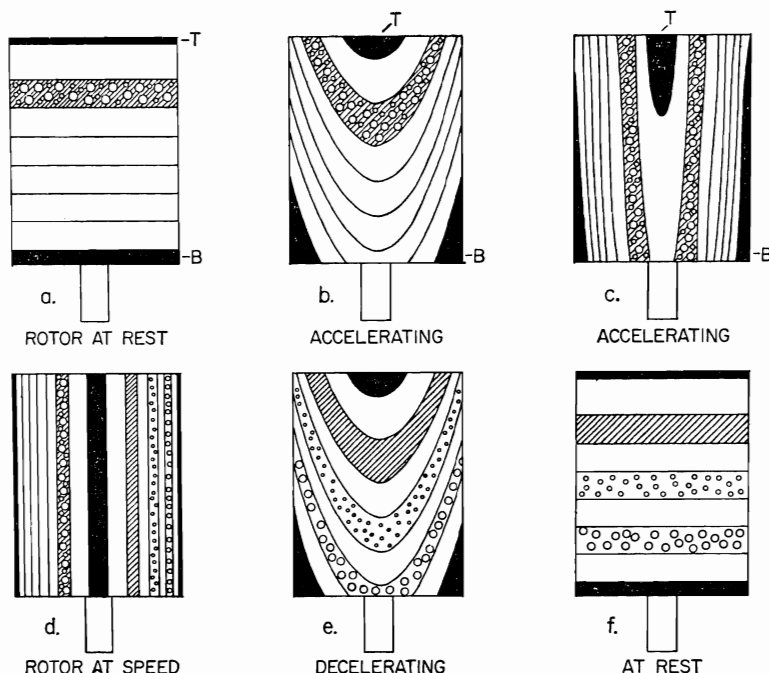 -T
-B
a.
ROTOR AT REST
T
-B
b.
ACCELERATING
T
-B
c.
ACCELERATING
d.
ROTOR AT SPEED
e.
DECELERATING
f.
AT REST